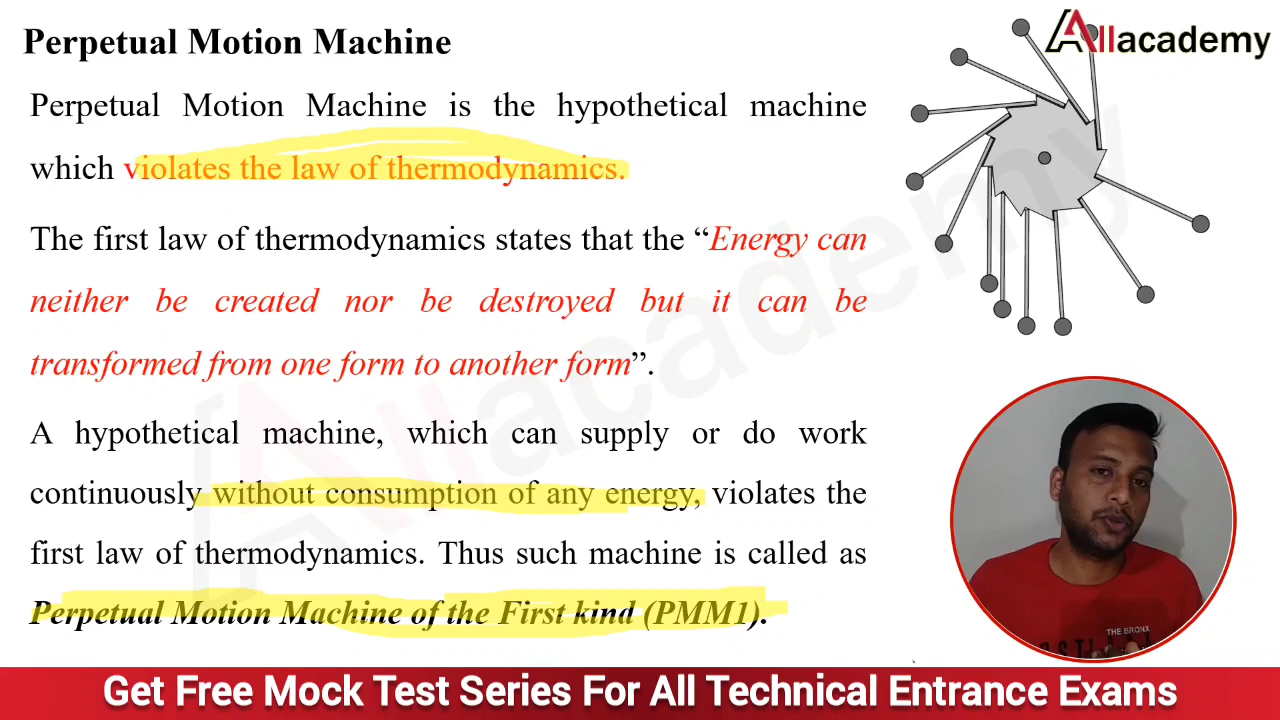 Perpetual Motion Machine
Allacademy
Perpetual Motion Machine is the hypothetical machine
which violates the law of thermodynamics.
The first law of thermodynamics states that the “Energy can
neither be created nor be destroyed but it can be
transformed from one form to another form”.
A hypothetical machine, which can supply or do work
continuously without consumption of any energy, violates the
first law of thermodynamics. Thus such machine is called as
Perpetual Motion Machine of the First kind (PMM1).
Allacademy
THE BRONX
Get Free Mock Test Series For All Technical Entrance Exams